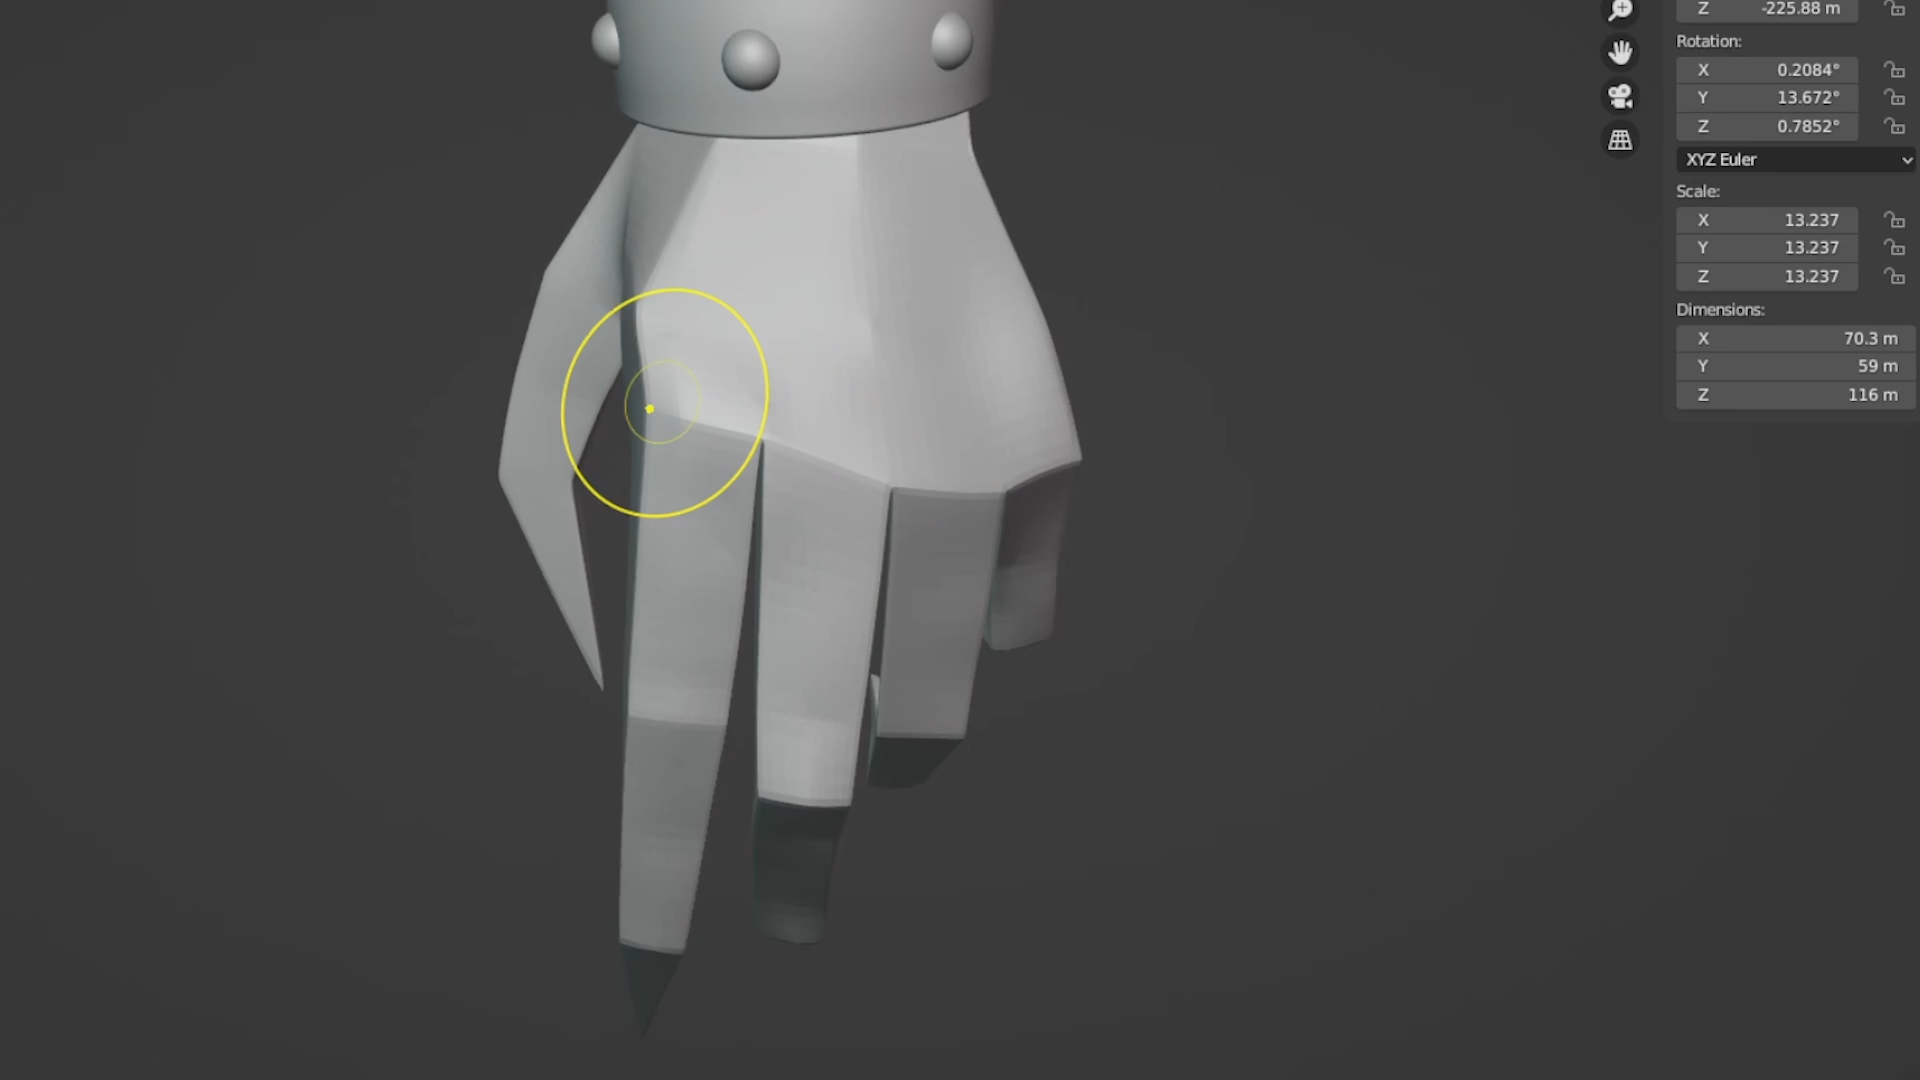 Z -225.88 m
Rotation:
X 0.2084°
Y 13.672°
Z 0.7852°
XYZ Euler
Scale:
X 13.237
Y 13.237
Z 13.237
Dimensions:
X 70.3 m
Y 59 m
Z 116 m